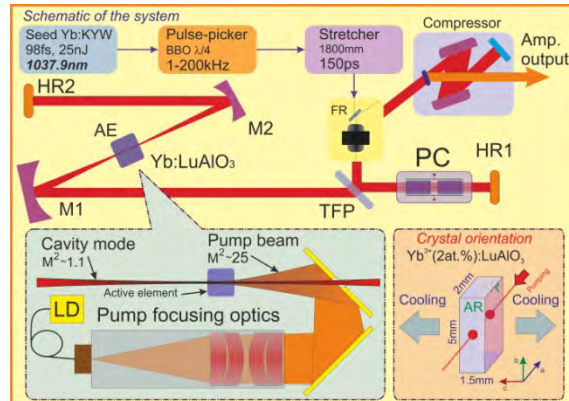 Schematic of the system
Seed Yb:KYW
98fs, 25nJ
1037.9nm
Pulse-picker
BBO λ/4
1-200kHz
Stretcher
1800mm
150ps
Compressor
Amp.
output
HR2
M2
AE
Yb:LuAlO₃
M1
FR
PC
HR1
TFP
Cavity mode
M²~1.1
Pump beam
M²~25
Active element
LD
Pump focusing optics
Crystal orientation
Yb³⁺(2at.%):LuAlO₃
2mm
Pumping
Cooling
AR
Cooling
5mm
1.5mm
b
a
c